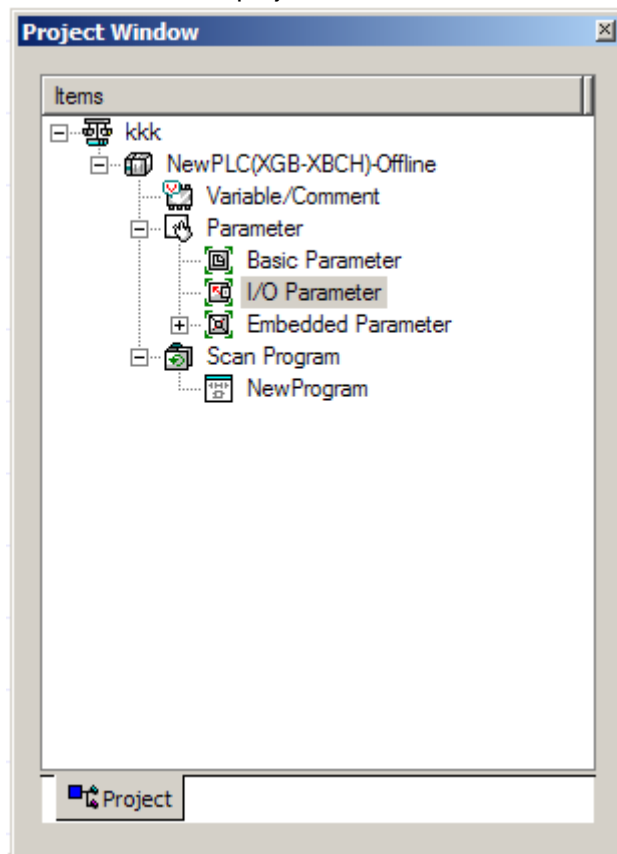 Project Window
Items
kkk
NewPLC(XGB-XBCH)-Offline
Variable/Comment
Parameter
Basic Parameter
I/O Parameter
Embedded Parameter
Scan Program
NewProgram
Project